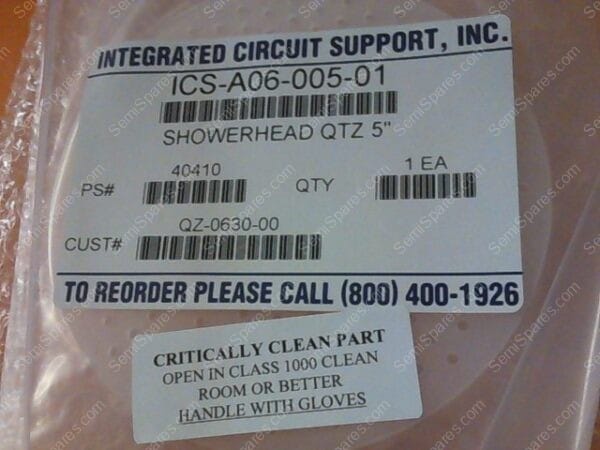 INTEGRATED CIRCUIT SUPPORT, INC.
ICS-A06-005-01
SHOWERHEAD QTZ 5"
PS# 40410 QTY 1 EA
CUST# QZ-0630-00
TO REORDER PLEASE CALL (800) 400-1926
CRITICALLY CLEAN PART
OPEN IN CLASS 1000 CLEAN
ROOM OR BETTER
HANDLE WITH GLOVES
SemiSpares.com